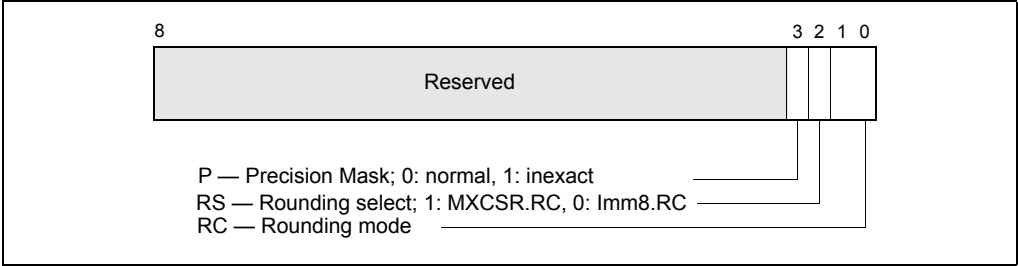 8 3 2 1 0
Reserved
P — Precision Mask; 0: normal, 1: inexact
RS — Rounding select; 1: MXCSR.RC, 0: Imm8.RC
RC — Rounding mode